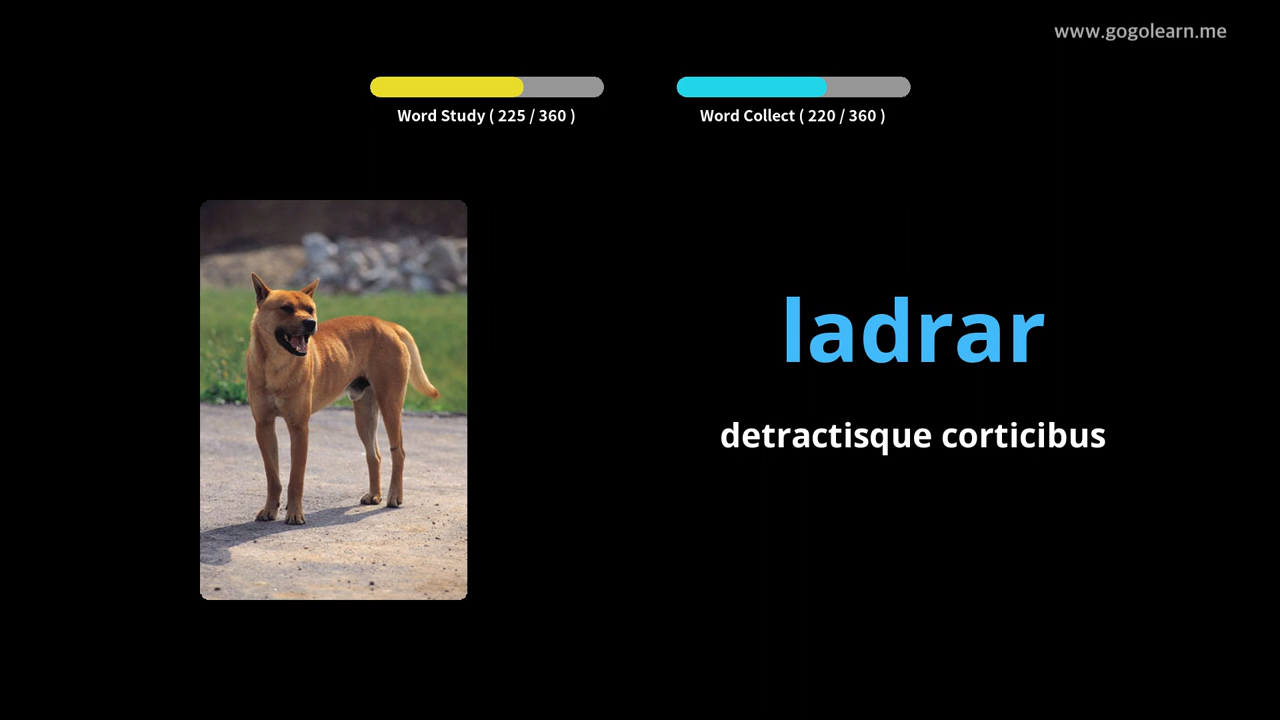 www.gogolearn.me
Word Study ( 225 / 360 )
Word Collect ( 220 / 360 )
ladrar
detractisque corticibus